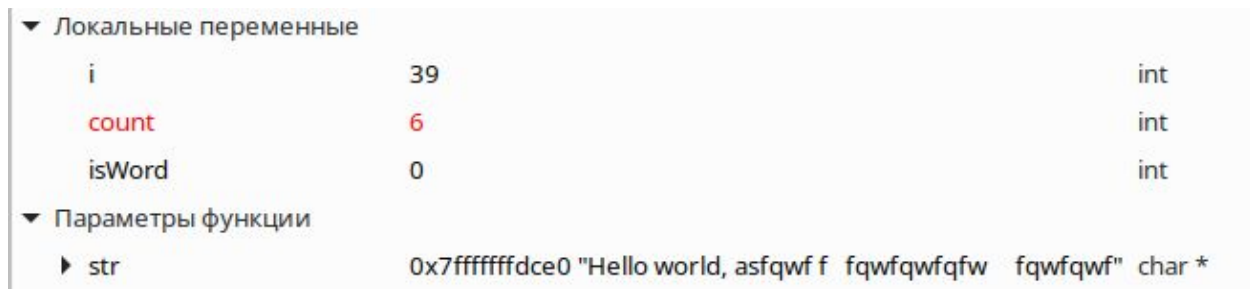 Локальные переменные
i 39 int
count 6 int
isWord 0 int
Параметры функции
str 0x7fffffffdce0 "Hello world, asfqwf f  fqwfqwfqfw    fqwfqwf" char *